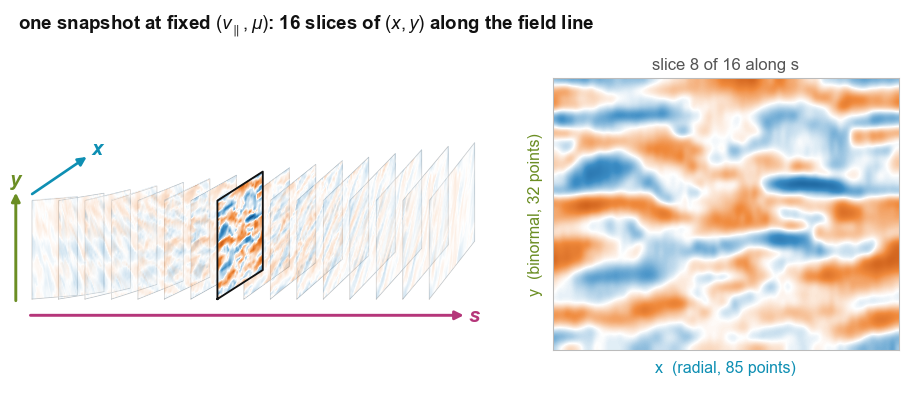 one snapshot at fixed (v∥, μ): 16 slices of (x, y) along the field line
slice 8 of 16 along s
x
y
s
y (binormal, 32 points)
x (radial, 85 points)